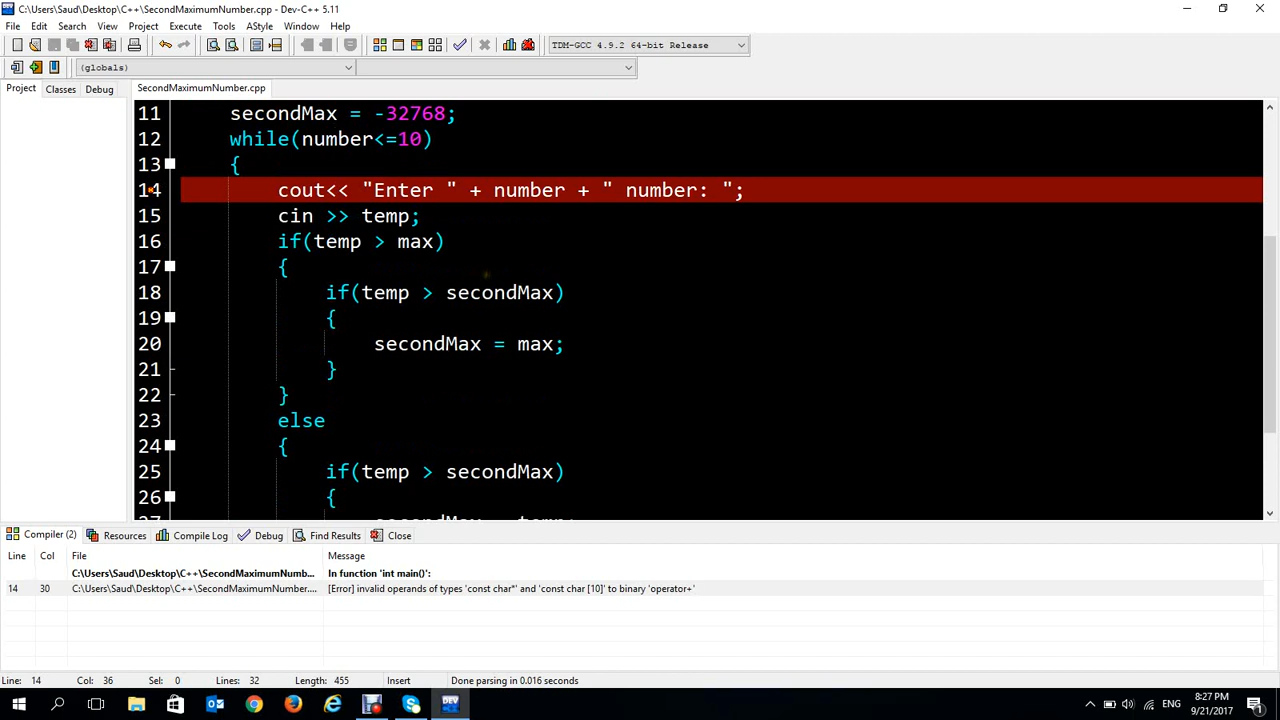 C:\Users\Saud\Desktop\C++\SecondMaximumNumber.cpp - Dev-C++ 5.11
File Edit Search View Project Execute Tools AStyle Window Help
TDM-GCC 4.9.2 64-bit Release
(globals)
Project Classes Debug SecondMaximumNumber.cpp
11 secondMax = -32768;
12 while(number<=10)
13 {
14 cout<< "Enter " + number + " number: ";
15 cin >> temp;
16 if(temp > max)
17 {
18 if(temp > secondMax)
19 {
20 secondMax = max;
21 }
22 }
23 else
24 {
25 if(temp > secondMax)
26 {
Compiler (2) Resources Compile Log Debug Find Results Close
Line Col File Message
C:\Users\Saud\Desktop\C++\SecondMaximumNumb... In function 'int main()':
14 30 C:\Users\Saud\Desktop\C++\SecondMaximumNumber.... [Error] invalid operands of types 'const char*' and 'const char [10]' to binary 'operator+'
Line: 14 Col: 36 Sel: 0 Lines: 32 Length: 455 Insert Done parsing in 0.016 seconds
DEV
ENG
8:27 PM
9/21/2017